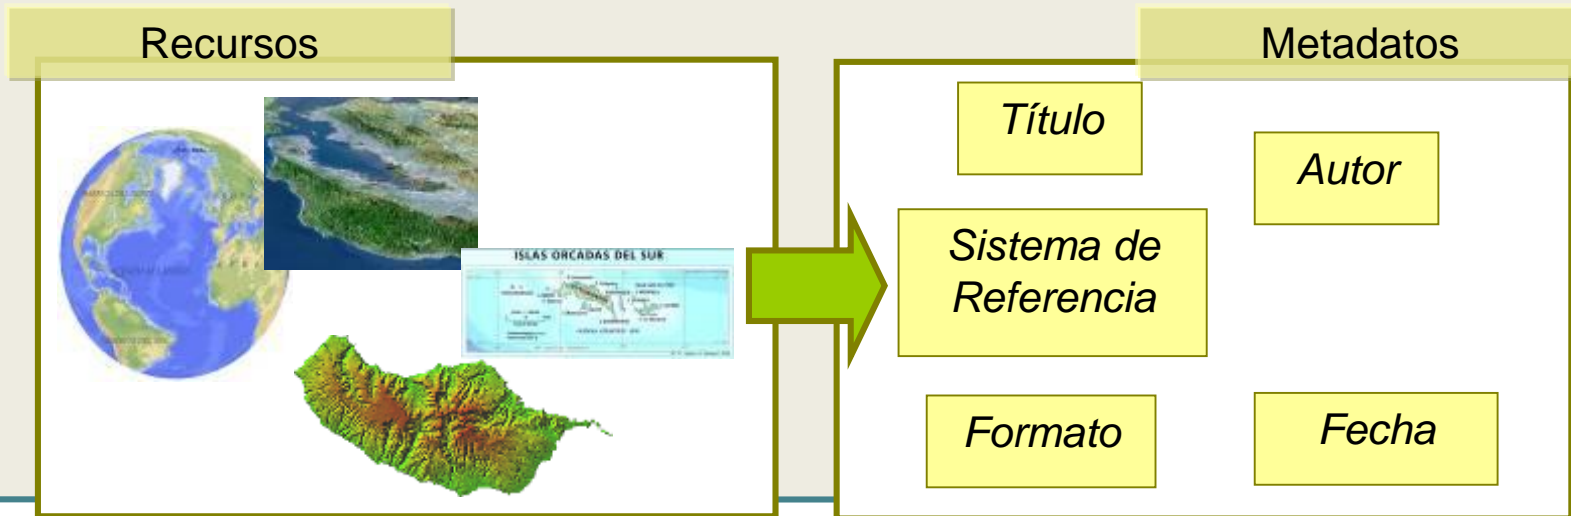 Recursos
Metadatos
ISLAS ORCADAS DEL SUR
Título
Autor
Sistema de
Referencia
Formato
Fecha